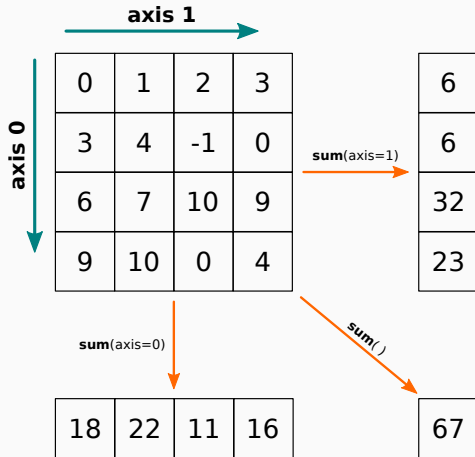 axis 1
axis 0
0 1 2 3 6
3 4 -1 0 6
sum(axis=1)
6 7 10 9 32
9 10 0 4 23
sum(axis=0)
sum( )
18 22 11 16 67